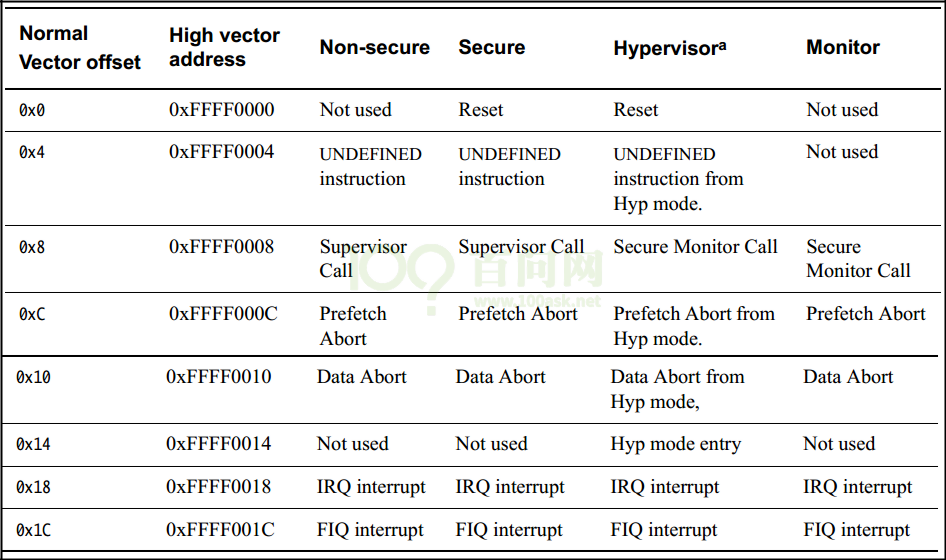 Normal Vector offset | High vector address | Non-secure | Secure | Hypervisorᵃ | Monitor
0x0 | 0xFFFF0000 | Not used | Reset | Reset | Not used
0x4 | 0xFFFF0004 | UNDEFINED instruction | UNDEFINED instruction | UNDEFINED instruction from Hyp mode. | Not used
0x8 | 0xFFFF0008 | Supervisor Call | Supervisor Call | Secure Monitor Call | Secure Monitor Call
0xC | 0xFFFF000C | Prefetch Abort | Prefetch Abort | Prefetch Abort from Hyp mode. | Prefetch Abort
0x10 | 0xFFFF0010 | Data Abort | Data Abort | Data Abort from Hyp mode, | Data Abort
0x14 | 0xFFFF0014 | Not used | Not used | Hyp mode entry | Not used
0x18 | 0xFFFF0018 | IRQ interrupt | IRQ interrupt | IRQ interrupt | IRQ interrupt
0x1C | 0xFFFF001C | FIQ interrupt | FIQ interrupt | FIQ interrupt | FIQ interrupt
100? 百问网
www.100ask.net